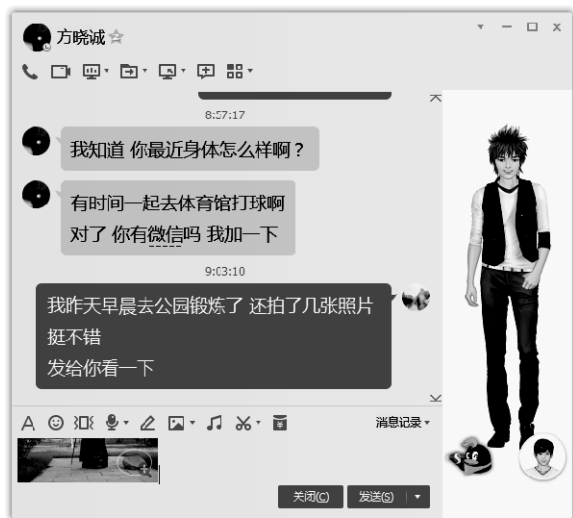 方晓诚
8:57:17
我知道 你最近身体怎么样啊？
有时间一起去体育馆打球啊
对了 你有微信吗 我加一下
9:03:10
我昨天早晨去公园锻炼了 还拍了几张照片
挺不错
发给你看一下
消息记录
关闭(C)
发送(S)